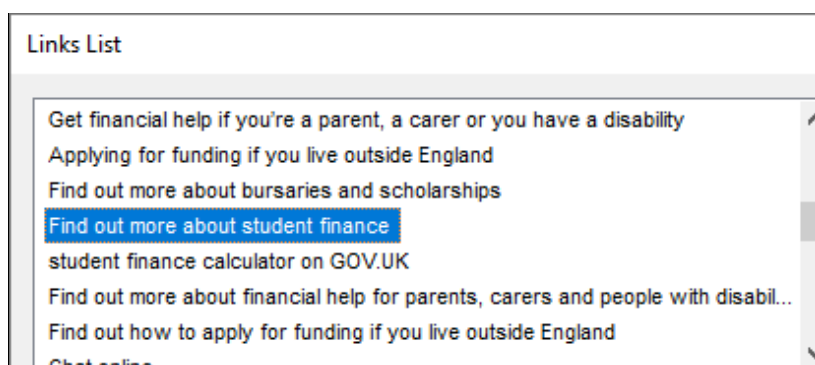 Links List
Get financial help if you’re a parent, a carer or you have a disability
Applying for funding if you live outside England
Find out more about bursaries and scholarships
Find out more about student finance
student finance calculator on GOV.UK
Find out more about financial help for parents, carers and people with disabil...
Find out how to apply for funding if you live outside England
Chat online